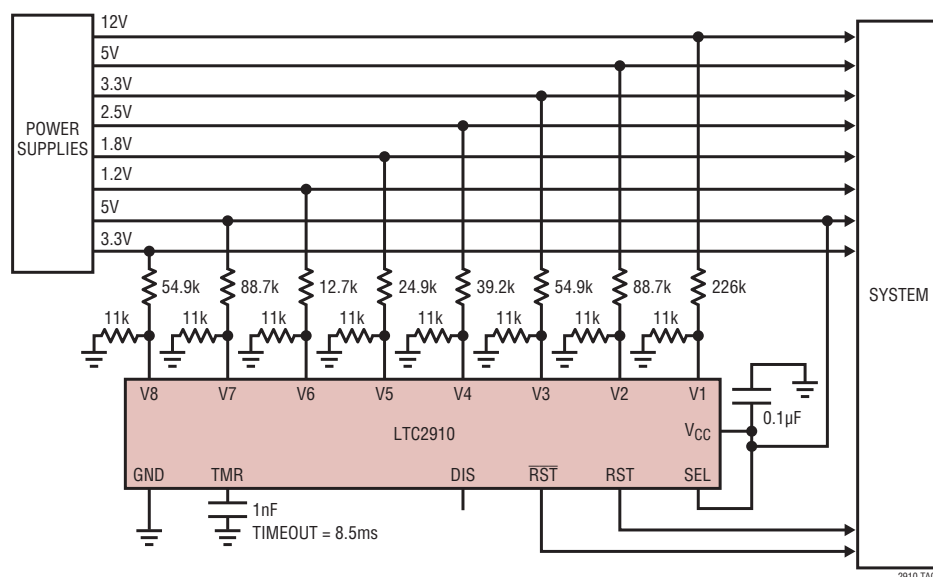 12V
5V
3.3V
2.5V
1.8V
1.2V
5V
3.3V
POWER
SUPPLIES
SYSTEM
54.9k
88.7k
12.7k
24.9k
39.2k
54.9k
88.7k
226k
11k
11k
11k
11k
11k
11k
11k
11k
V8
V7
V6
V5
V4
V3
V2
V1
0.1µF
LTC2910
VCC
GND
TMR
DIS
RST
RST
SEL
1nF
TIMEOUT = 8.5ms